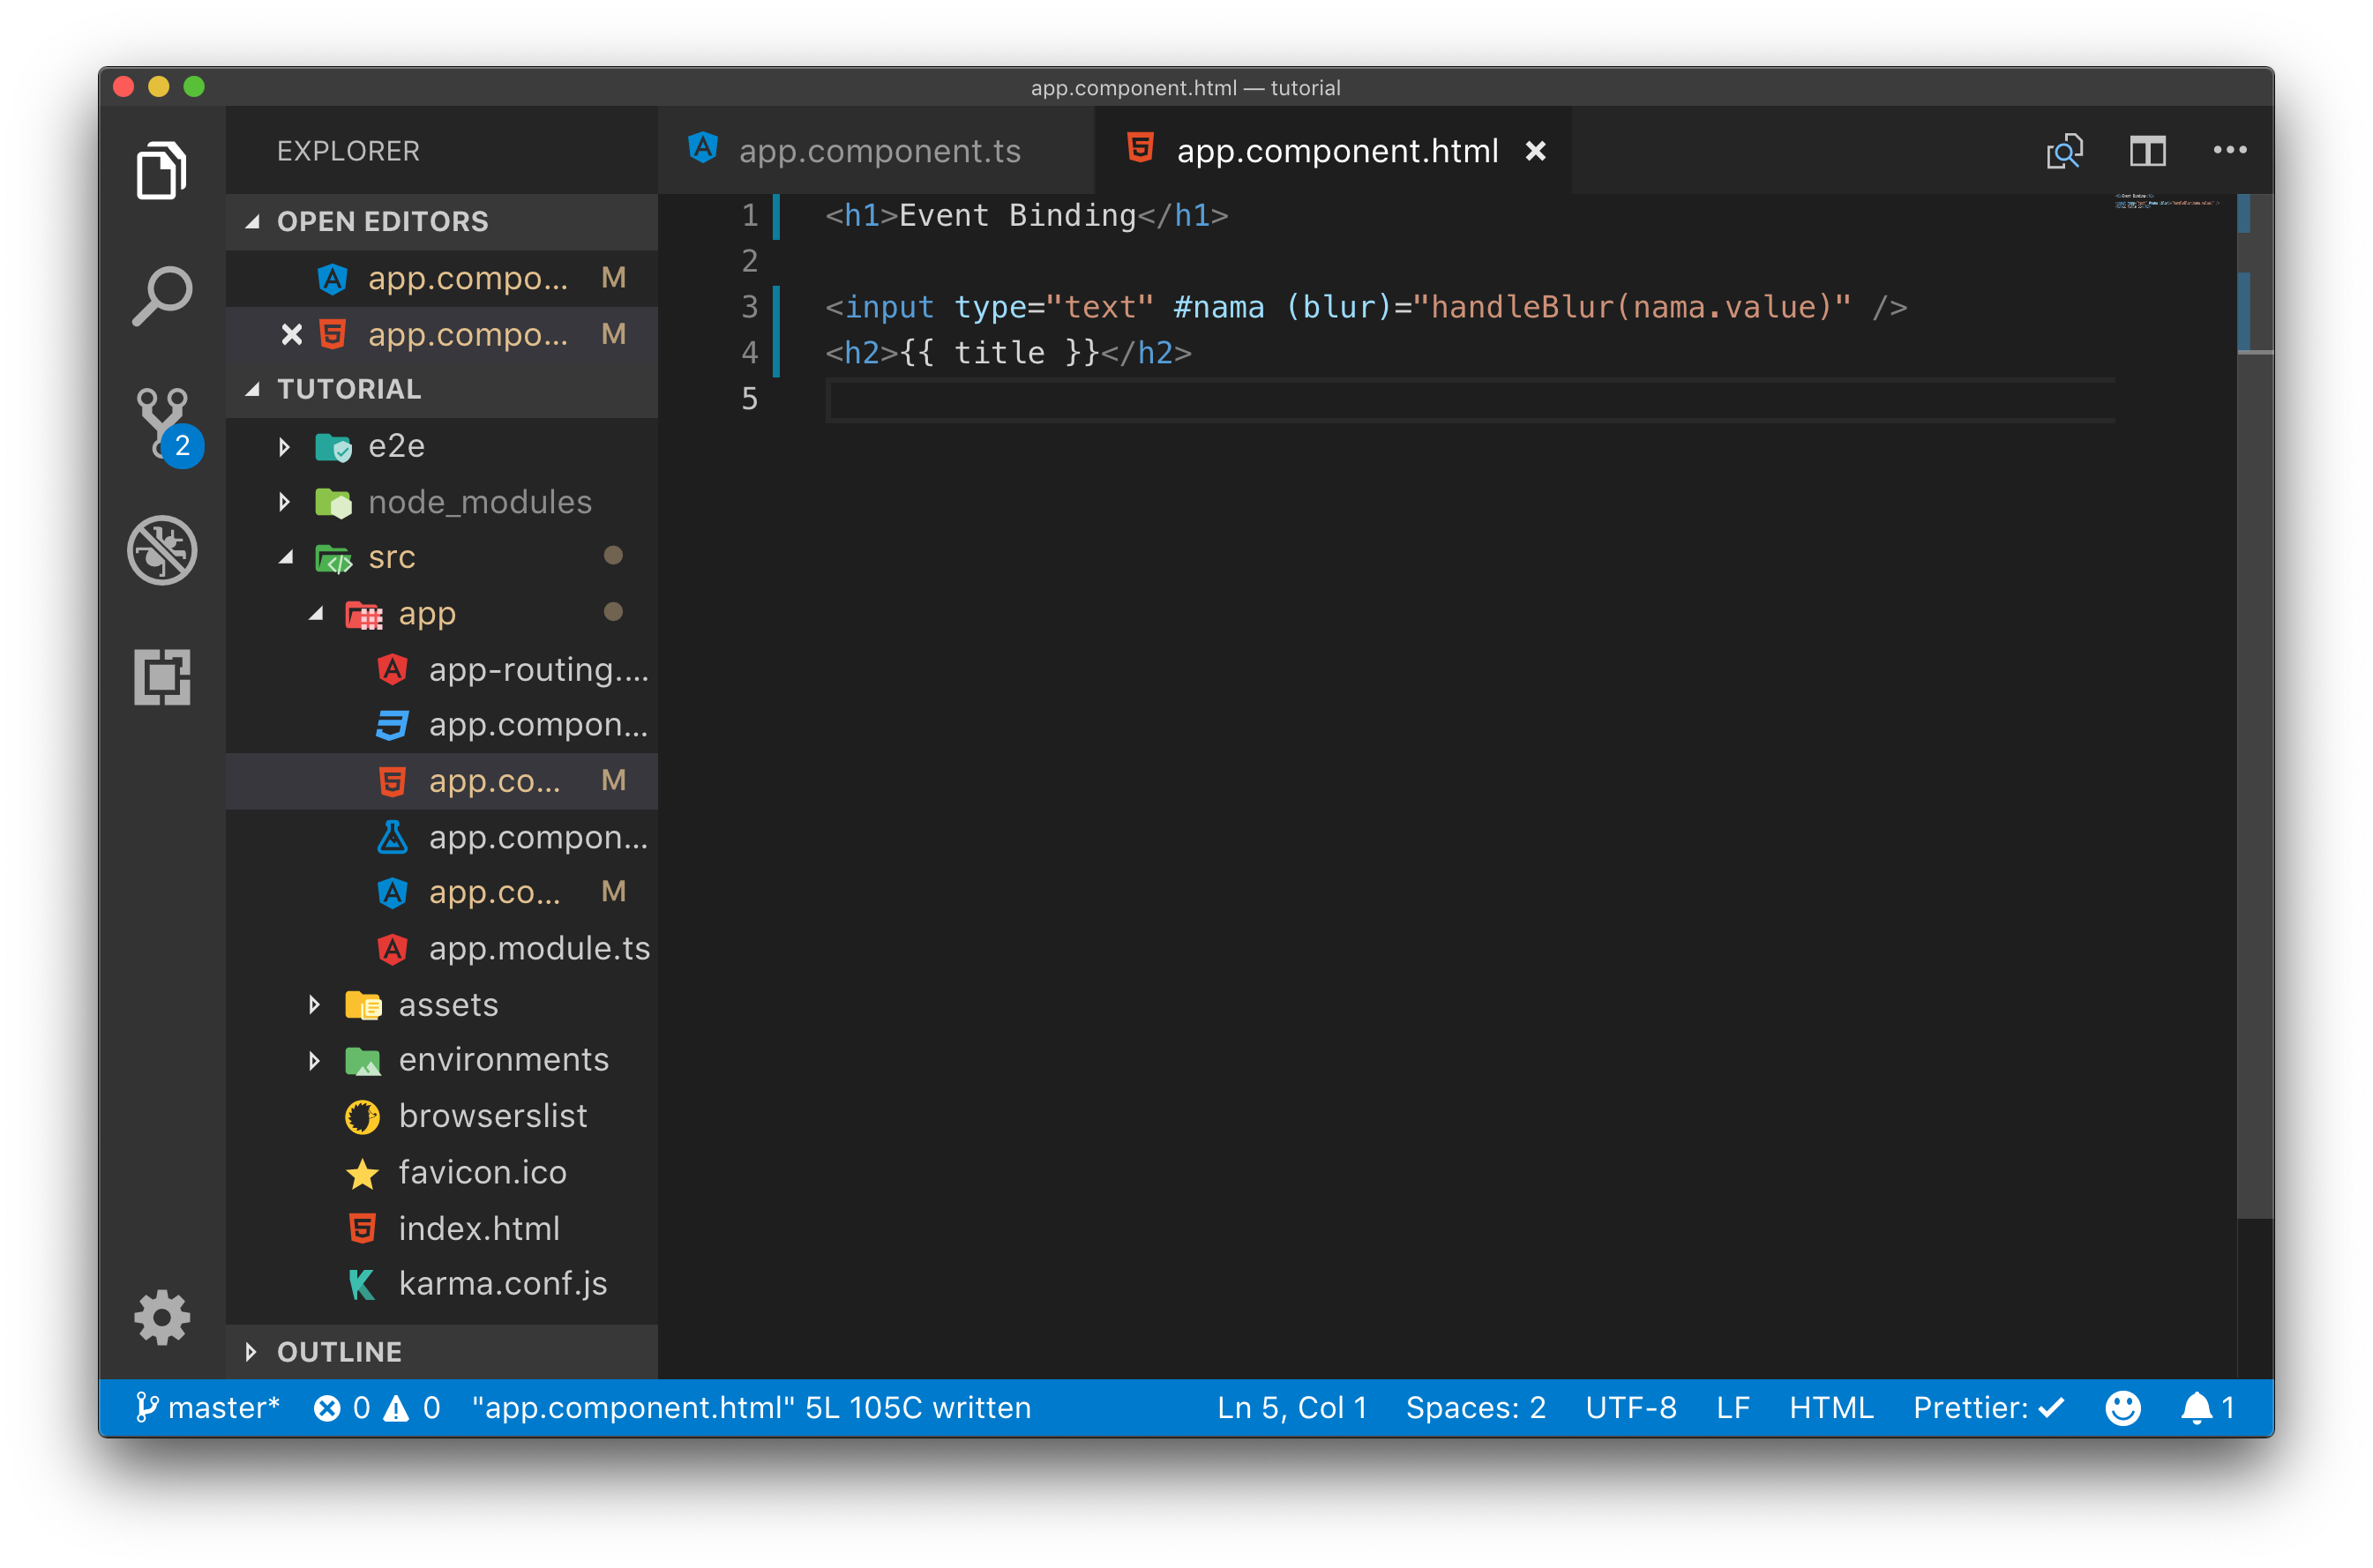 app.component.html — tutorial
EXPLORER
OPEN EDITORS
app.compo... M
app.compo... M
TUTORIAL
e2e
node_modules
src
app
app-routing....
app.compon...
app.co... M
app.compon...
app.co... M
app.module.ts
assets
environments
browserslist
favicon.ico
index.html
karma.conf.js
OUTLINE
2
app.component.ts
app.component.html
1 <h1>Event Binding</h1>
2
3 <input type="text" #nama (blur)="handleBlur(nama.value)" />
4 <h2>{{ title }}</h2>
5
master* 0 0 "app.component.html" 5L 105C written Ln 5, Col 1 Spaces: 2 UTF-8 LF HTML Prettier: ✓ 1